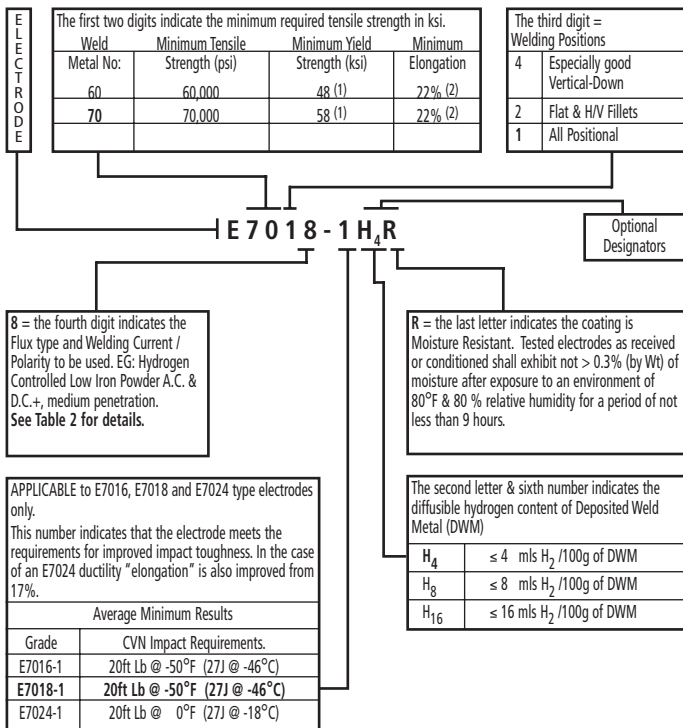 ELECTRODE
The first two digits indicate the minimum required tensile strength in ksi.
Weld Minimum Tensile Minimum Yield Minimum
Metal No: Strength (psi) Strength (ksi) Elongation
60 60,000 48 (1) 22% (2)
70 70,000 58 (1) 22% (2)
The third digit =
Welding Positions
4 Especially good
Vertical-Down
2 Flat & H/V Fillets
1 All Positional
E 7 0 1 8 - 1 H₄R
Optional
Designators
8 = the fourth digit indicates the
Flux type and Welding Current /
Polarity to be used. EG: Hydrogen
Controlled Low Iron Powder A.C. &
D.C.+, medium penetration.
See Table 2 for details.
R = the last letter indicates the coating is
Moisture Resistant. Tested electrodes as received
or conditioned shall exhibit not > 0.3% (by Wt) of
moisture after exposure to an environment of
80°F & 80 % relative humidity for a period of not
less than 9 hours.
APPLICABLE to E7016, E7018 and E7024 type electrodes
only.
This number indicates that the electrode meets the
requirements for improved impact toughness. In the case
of an E7024 ductility "elongation" is also improved from
17%.
Average Minimum Results
Grade CVN Impact Requirements.
E7016-1 20ft Lb @ -50°F (27J @ -46°C)
E7018-1 20ft Lb @ -50°F (27J @ -46°C)
E7024-1 20ft Lb @ 0°F (27J @ -18°C)
The second letter & sixth number indicates the
diffusible hydrogen content of Deposited Weld
Metal (DWM)
H₄ ≤ 4 mls H₂ /100g of DWM
H₈ ≤ 8 mls H₂ /100g of DWM
H₁₆ ≤ 16 mls H₂ /100g of DWM